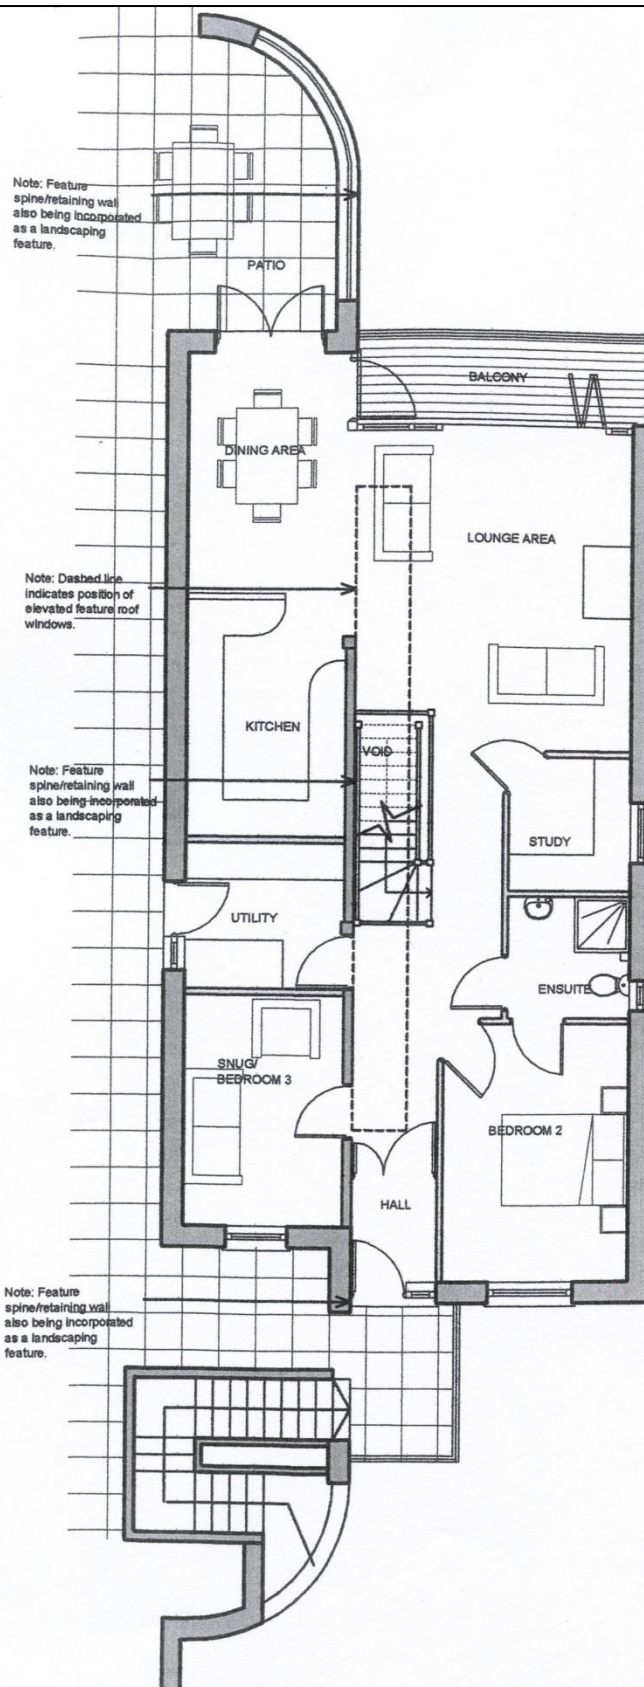 Note: Feature
spine/retaining wall
also being incorporated
as a landscaping
feature.
PATIO
BALCONY
DINING AREA
LOUNGE AREA
Note: Dashed line
indicates position of
elevated feature roof
windows.
KITCHEN
VOID
Note: Feature
spine/retaining wall
also being incorporated
as a landscaping
feature.
STUDY
UTILITY
ENSUITE
SNUG/
BEDROOM 3
BEDROOM 2
HALL
Note: Feature
spine/retaining wall
also being incorporated
as a landscaping
feature.